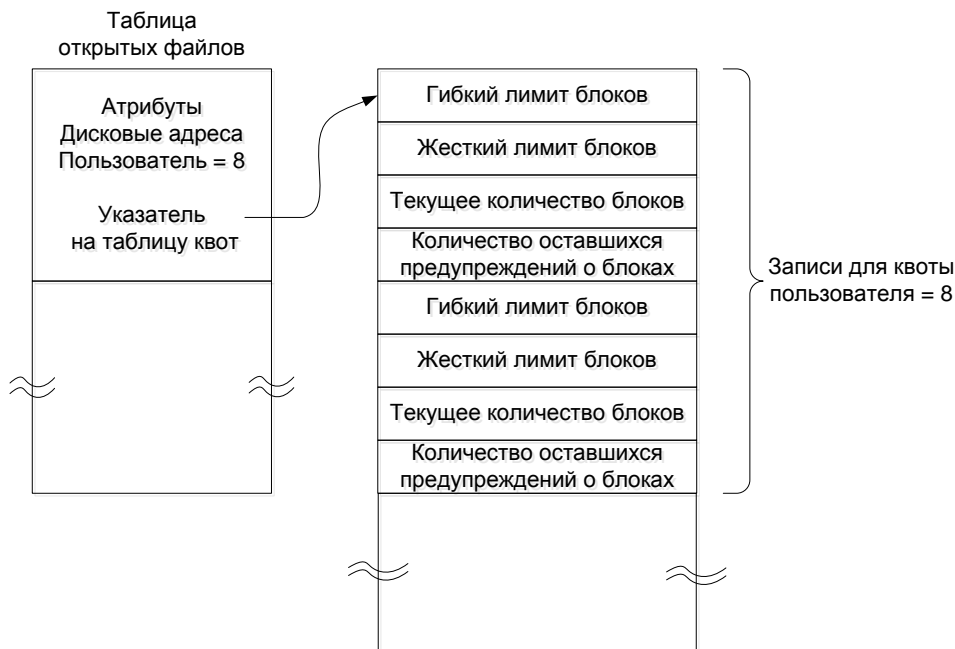 Таблица
открытых файлов
Атрибуты
Дисковые адреса
Пользователь = 8
Указатель
на таблицу квот
Гибкий лимит блоков
Жесткий лимит блоков
Текущее количество блоков
Количество оставшихся
предупреждений о блоках
Гибкий лимит блоков
Жесткий лимит блоков
Текущее количество блоков
Количество оставшихся
предупреждений о блоках
Записи для квоты
пользователя = 8